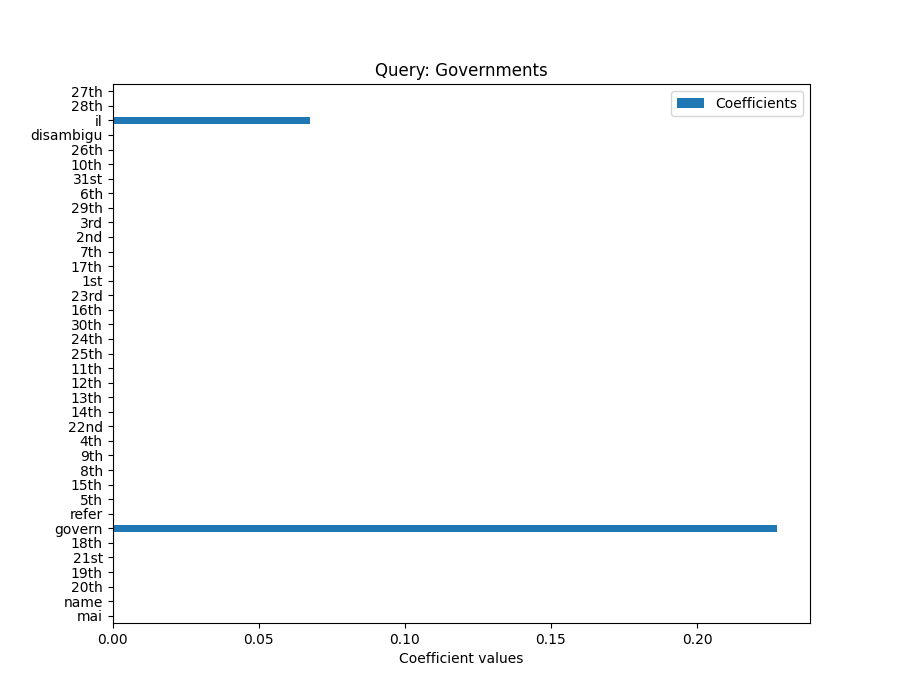 Query: Governments
Coefficients
27th
28th
il
disambigu
26th
10th
31st
6th
29th
3rd
2nd
7th
17th
1st
23rd
16th
30th
24th
25th
11th
12th
13th
14th
22nd
4th
9th
8th
15th
5th
refer
govern
18th
21st
19th
20th
name
mai
0.00 0.05 0.10 0.15 0.20
Coefficient values